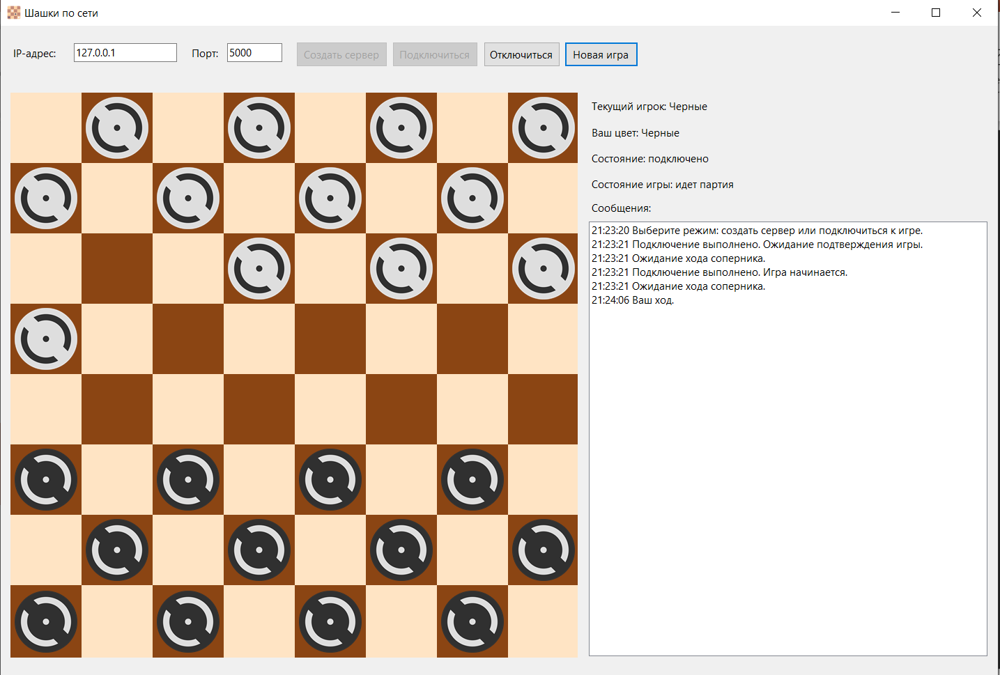 Шашки по сети
IP-адрес: 127.0.0.1 Порт: 5000 Создать сервер Подключиться Отключиться Новая игра
Текущий игрок: Черные
Ваш цвет: Черные
Состояние: подключено
Состояние игры: идет партия
Сообщения:
21:23:20 Выберите режим: создать сервер или подключиться к игре.
21:23:21 Подключение выполнено. Ожидание подтверждения игры.
21:23:21 Ожидание хода соперника.
21:23:21 Подключение выполнено. Игра начинается.
21:23:21 Ожидание хода соперника.
21:24:06 Ваш ход.